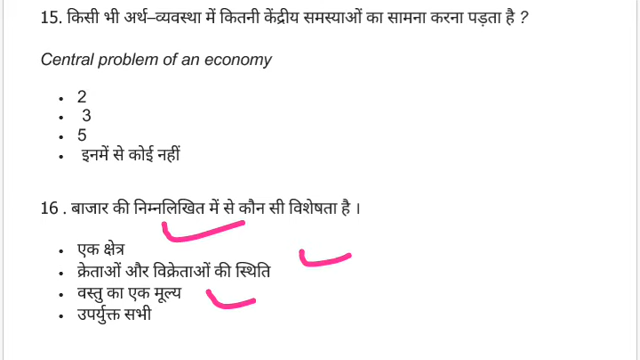 15. किसी भी अर्थ–व्यवस्था में कितनी केंद्रीय समस्याओं का सामना करना पड़ता है ?
Central problem of an economy
• 2
• 3
• 5
• इनमें से कोई नहीं
16 . बाजार की निम्नलिखित में से कौन सी विशेषता है ।
• एक क्षेत्र
• क्रेताओं और विक्रेताओं की स्थिति
• वस्तु का एक मूल्य
• उपर्युक्त सभी